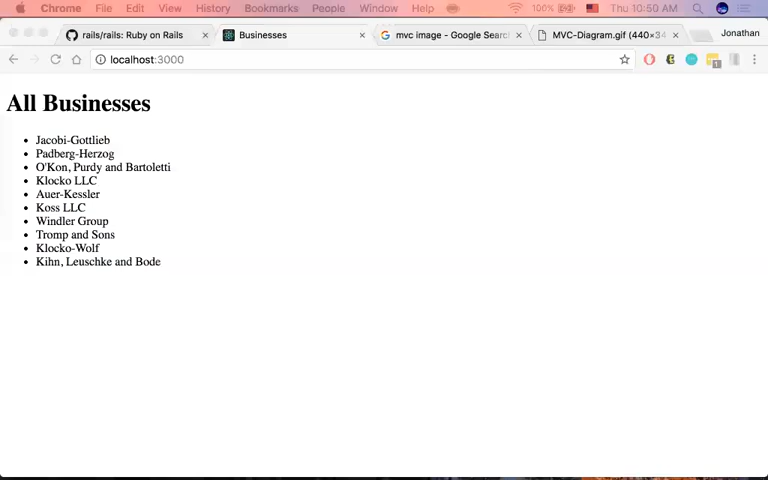 Chrome File Edit View History Bookmarks People Window Help 100% Thu 10:50 AM
rails/rails: Ruby on Rails Businesses mvc image - Google Search MVC-Diagram.gif (440×34 Jonathan
localhost:3000 1
All Businesses
Jacobi-Gottlieb
Padberg-Herzog
O'Kon, Purdy and Bartoletti
Klocko LLC
Auer-Kessler
Koss LLC
Windler Group
Tromp and Sons
Klocko-Wolf
Kihn, Leuschke and Bode